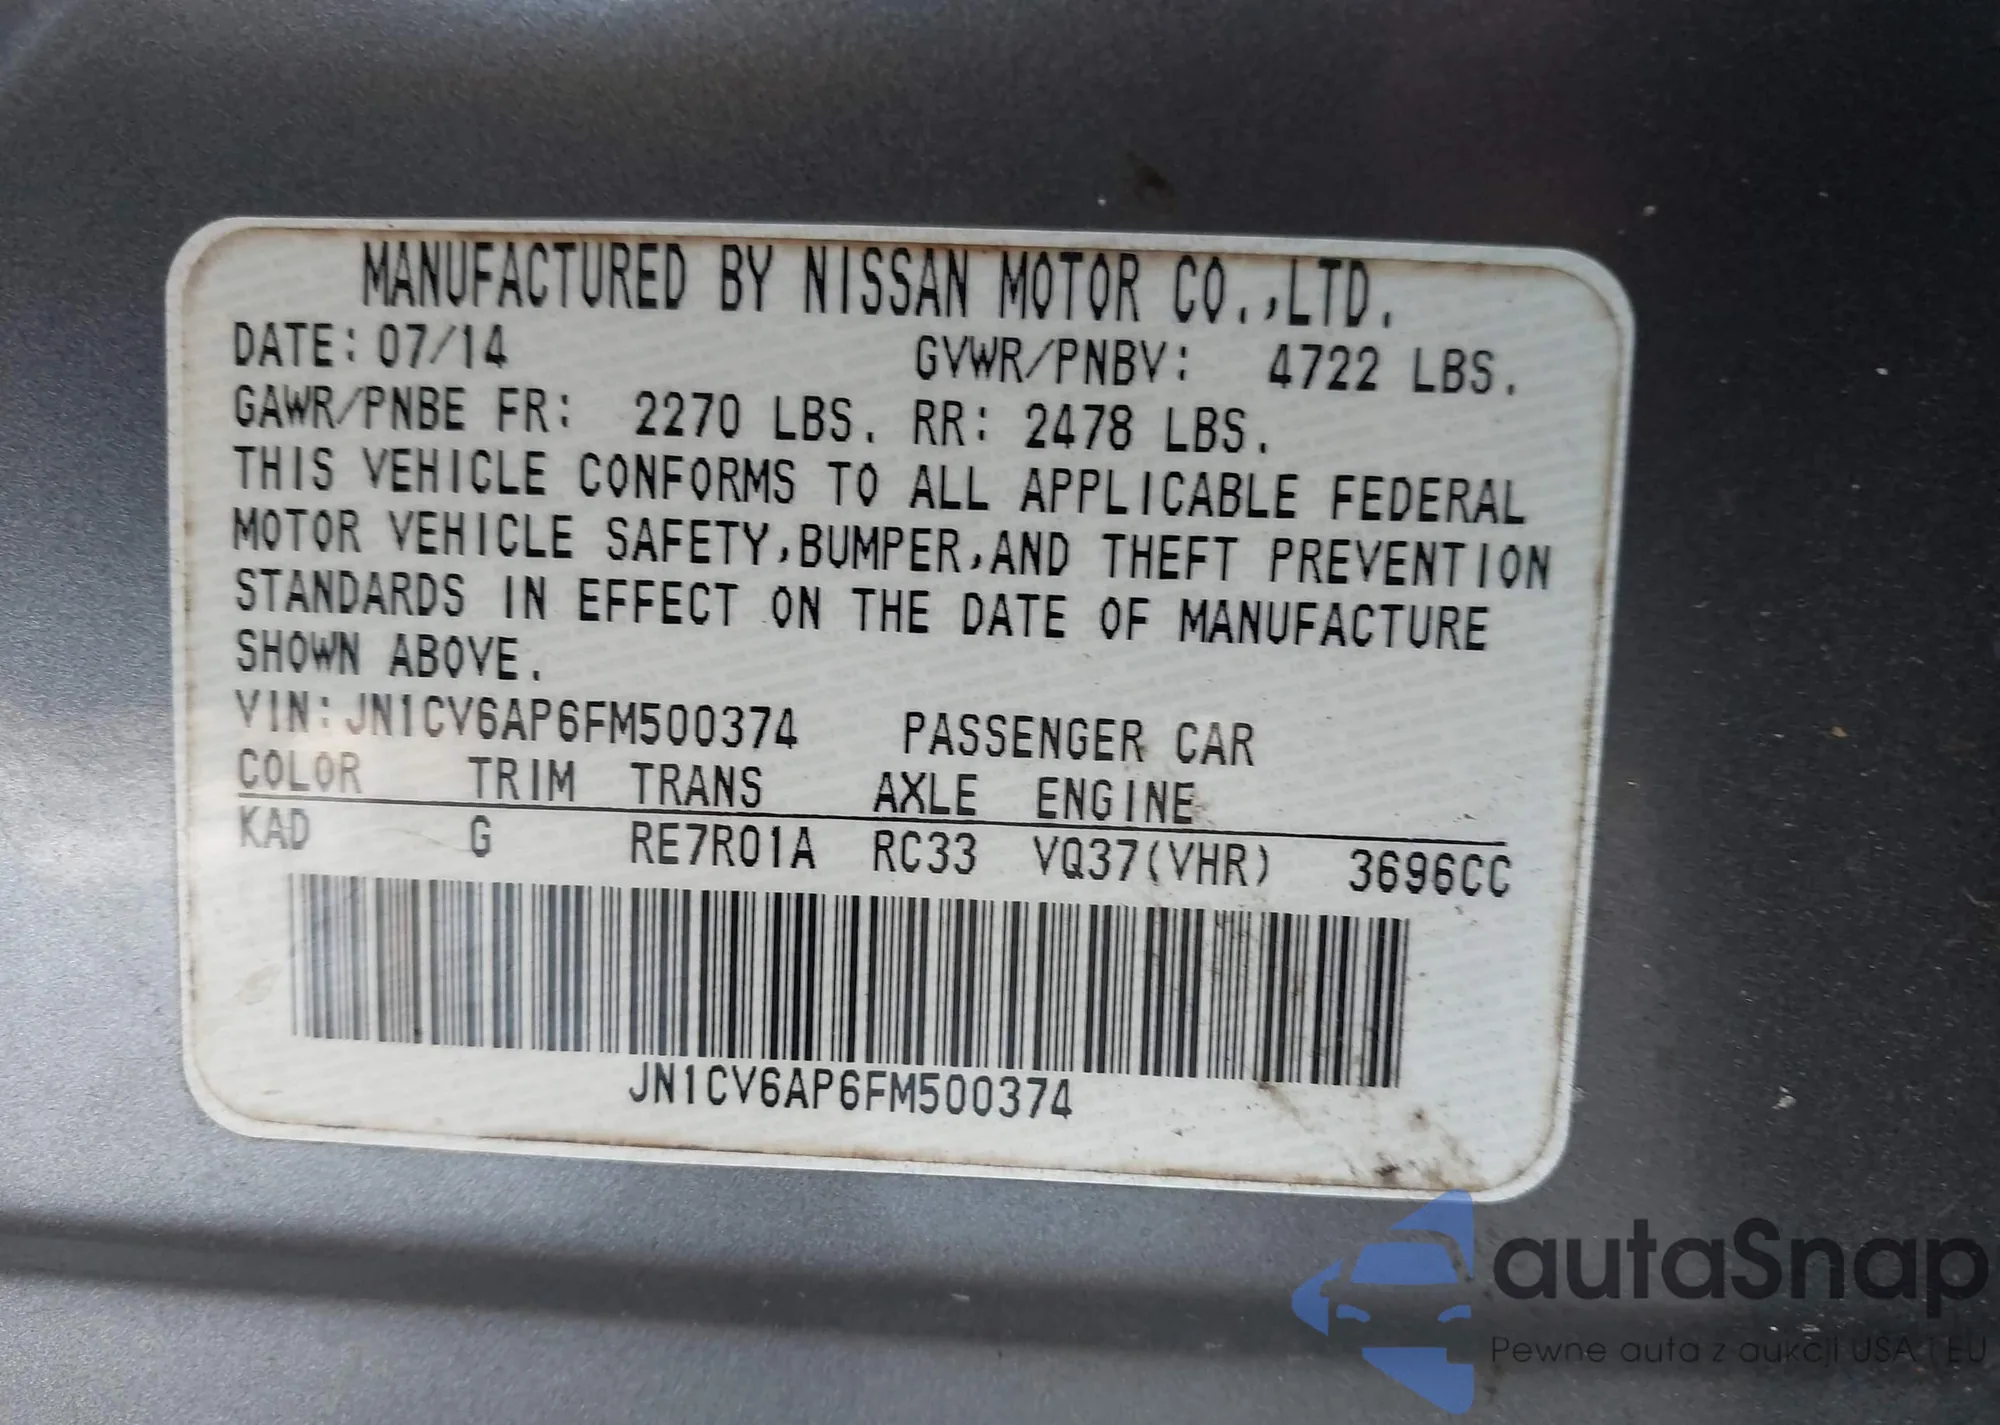 MANUFACTURED BY NISSAN MOTOR CO.,LTD.
DATE: 07/14 GVWR/PNBV: 4722 LBS.
GAWR/PNBE FR: 2270 LBS. RR: 2478 LBS.
THIS VEHICLE CONFORMS TO ALL APPLICABLE FEDERAL
MOTOR VEHICLE SAFETY,BUMPER,AND THEFT PREVENTION
STANDARDS IN EFFECT ON THE DATE OF MANUFACTURE
SHOWN ABOVE.
VIN: JN1CV6AP6FM500374 PASSENGER CAR
COLOR TRIM TRANS AXLE ENGINE
KAD G RE7R01A RC33 VQ37(VHR) 3696CC
JN1CV6AP6FM500374
autaSnap
Pewne auta z aukcji USA i EU